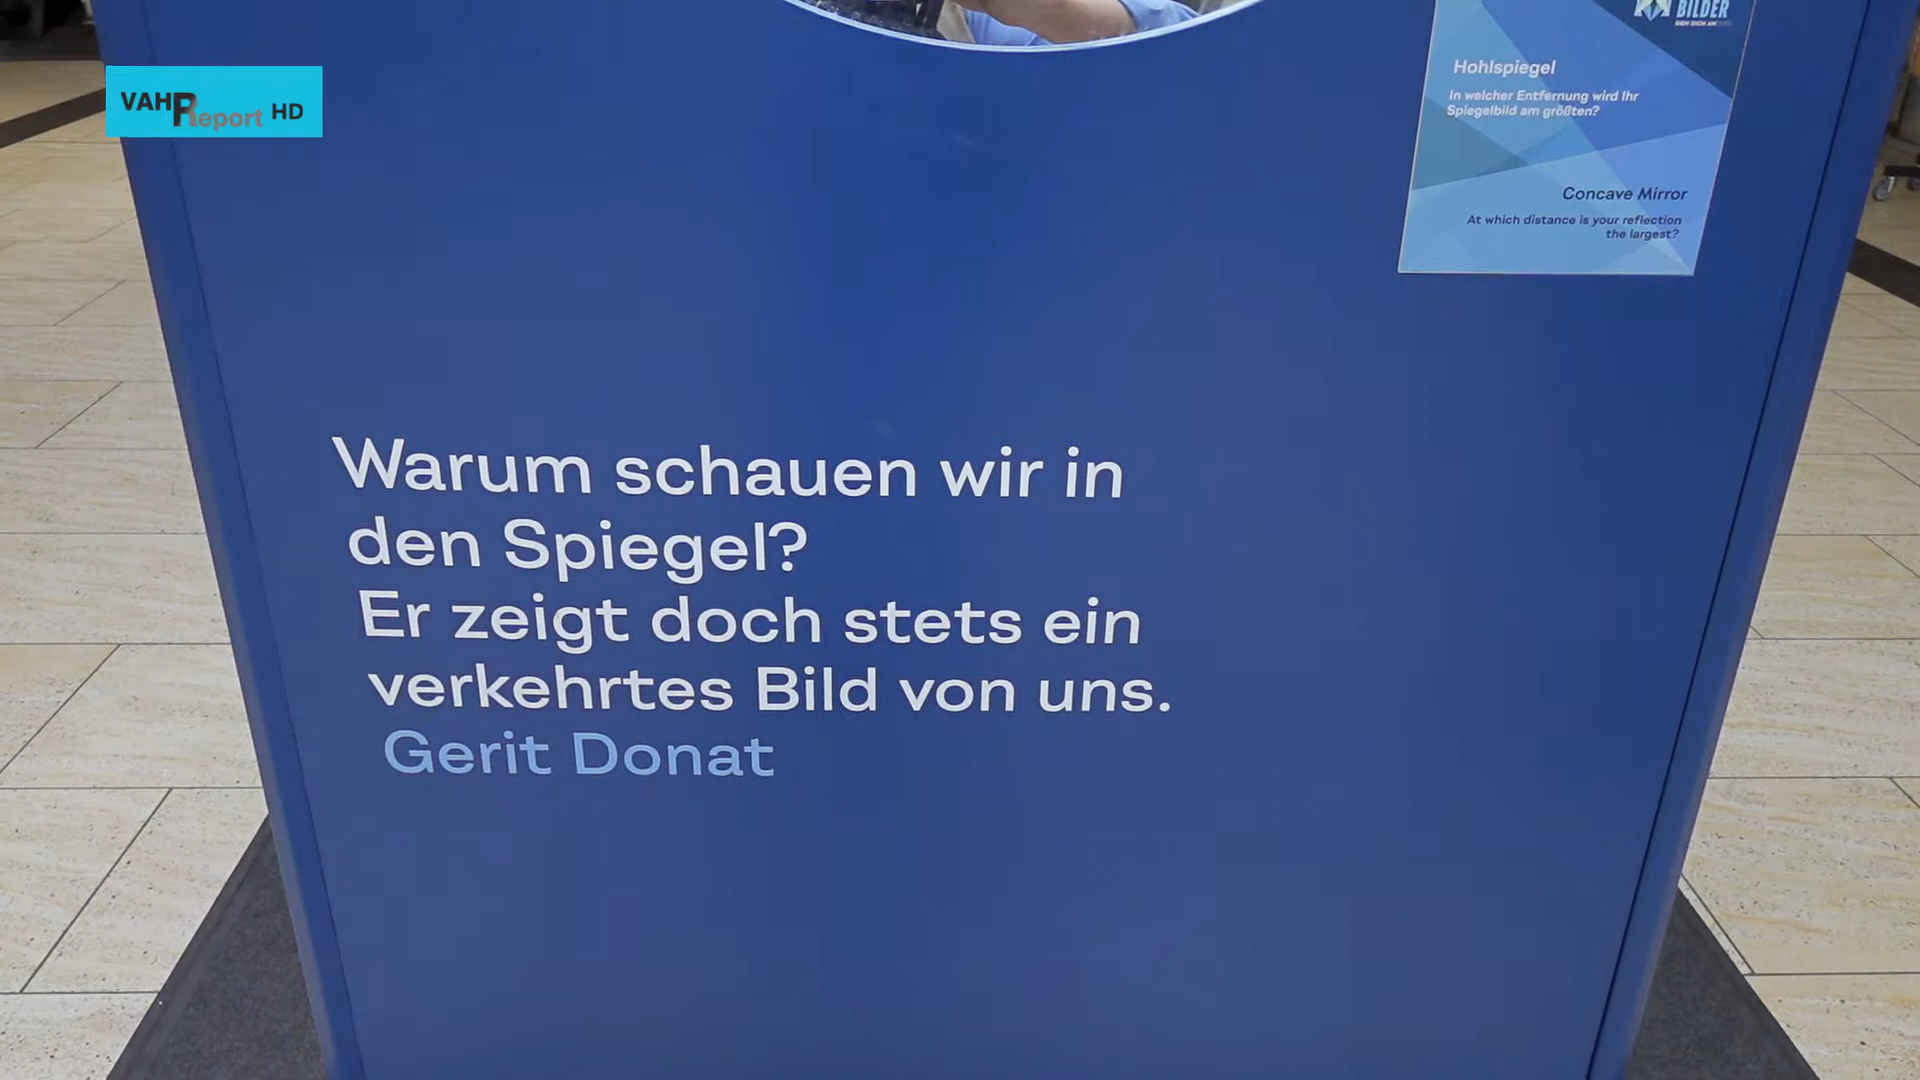 BILDER
VAHReport HD
Hohlspiegel
In welcher Entfernung wird Ihr
Spiegelbild am größten?
Concave Mirror
At which distance is your reflection
the largest?
Warum schauen wir in
den Spiegel?
Er zeigt doch stets ein
verkehrtes Bild von uns.
Gerit Donat